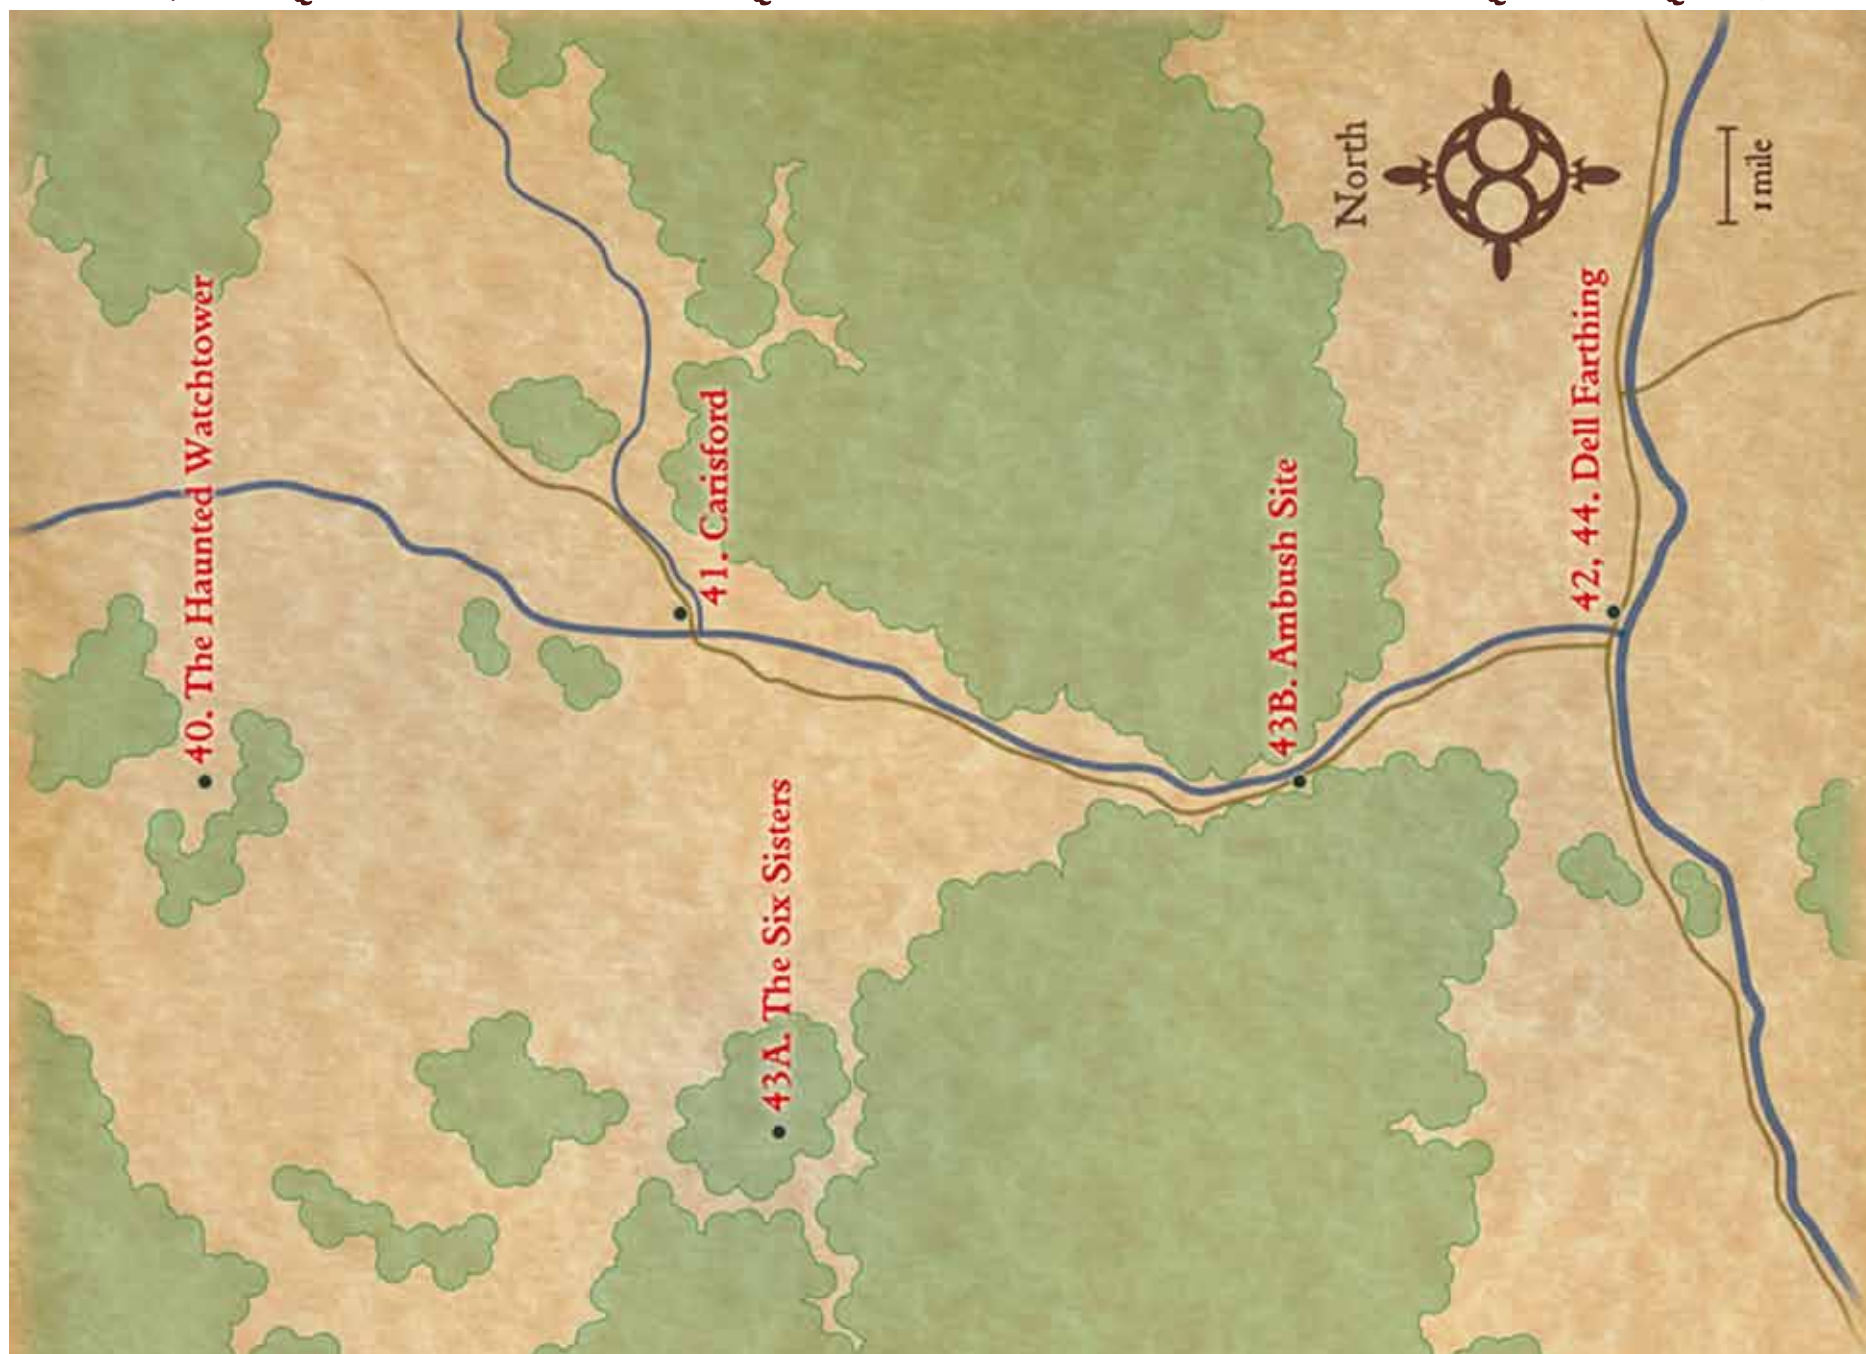 40. The Haunted Watchtower
41. Carisford
43A. The Six Sisters
43B. Ambush Site
North
42, 44. Dell Farthing
1 mile